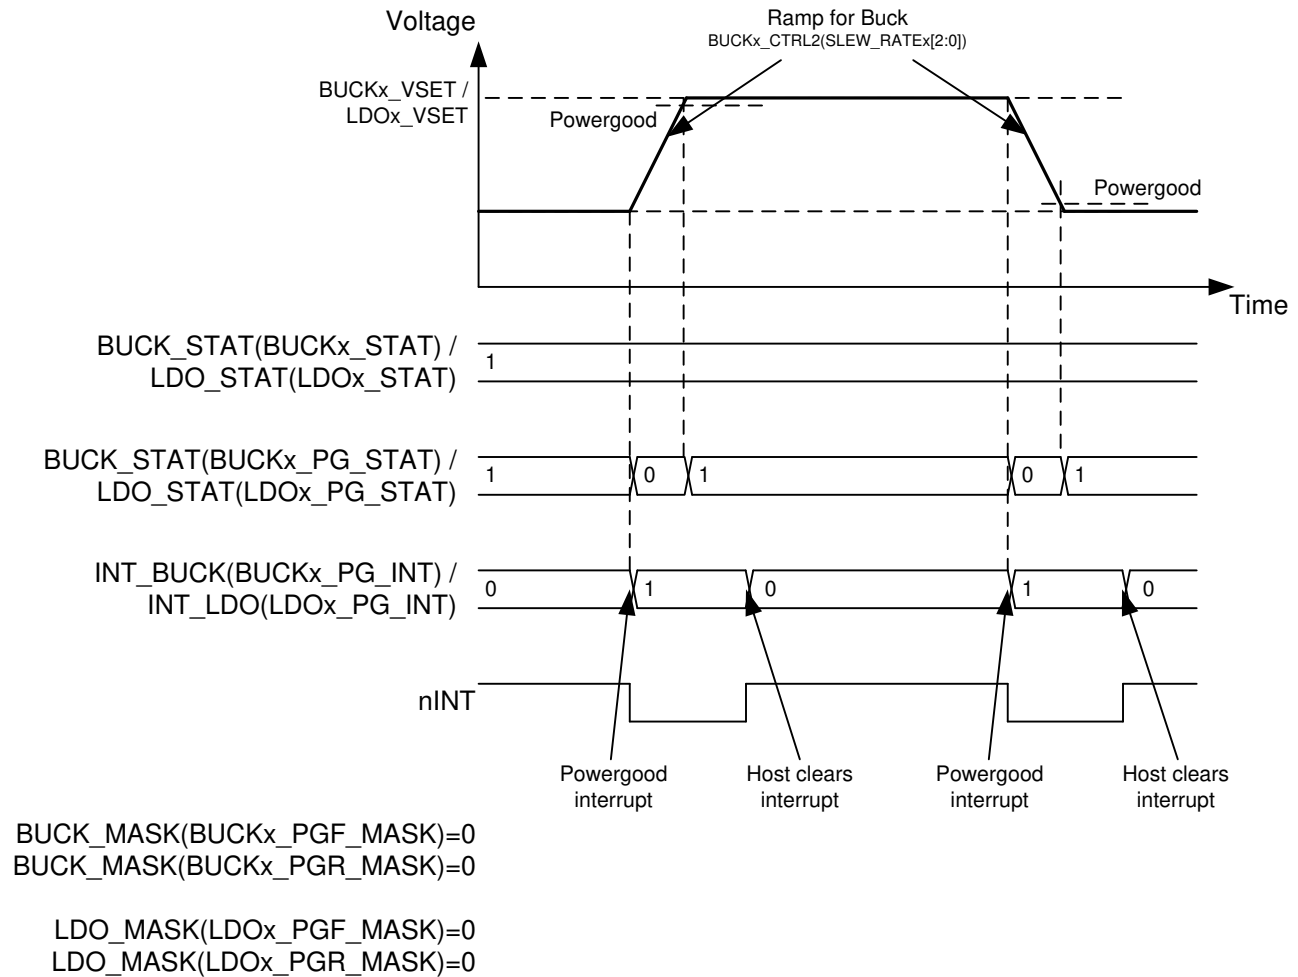 Voltage
Ramp for Buck
BUCKx_CTRL2(SLEW_RATEx[2:0])
BUCKx_VSET /
LDOx_VSET
Powergood
Powergood
Time
BUCK_STAT(BUCKx_STAT) /
LDO_STAT(LDOx_STAT)
1
BUCK_STAT(BUCKx_PG_STAT) /
LDO_STAT(LDOx_PG_STAT)
1 0 1 0 1
INT_BUCK(BUCKx_PG_INT) /
INT_LDO(LDOx_PG_INT)
0 1 0 1 0
nINT
Powergood
interrupt
Host clears
interrupt
Powergood
interrupt
Host clears
interrupt
BUCK_MASK(BUCKx_PGF_MASK)=0
BUCK_MASK(BUCKx_PGR_MASK)=0
LDO_MASK(LDOx_PGF_MASK)=0
LDO_MASK(LDOx_PGR_MASK)=0